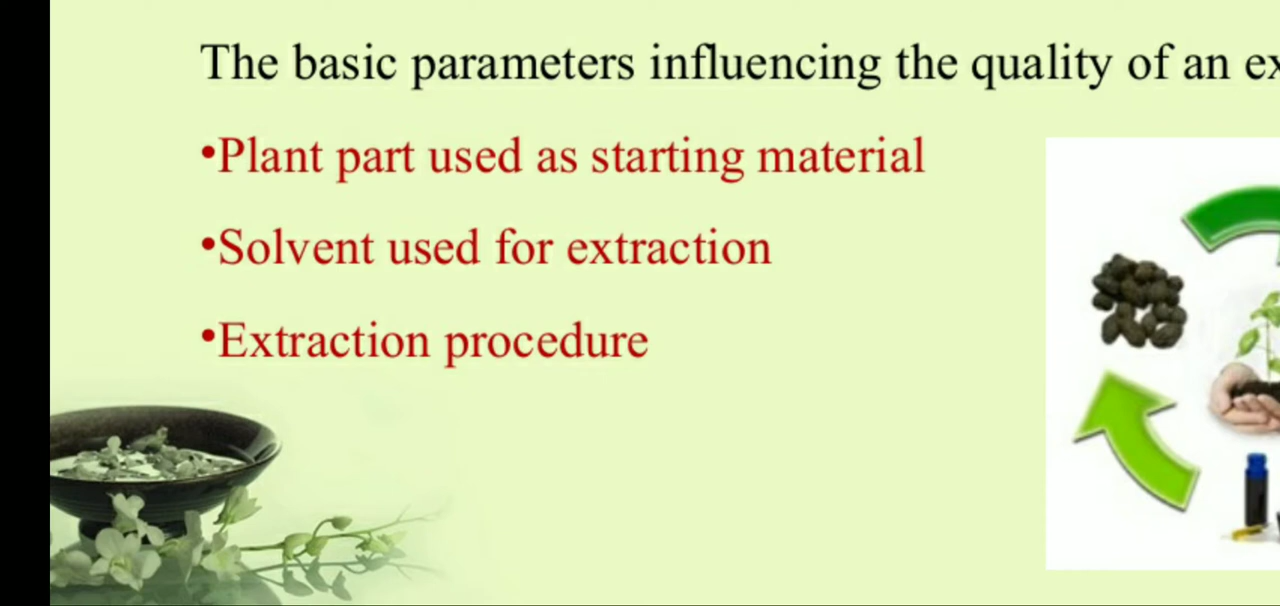 The basic parameters influencing the quality of an ex
•Plant part used as starting material
•Solvent used for extraction
•Extraction procedure